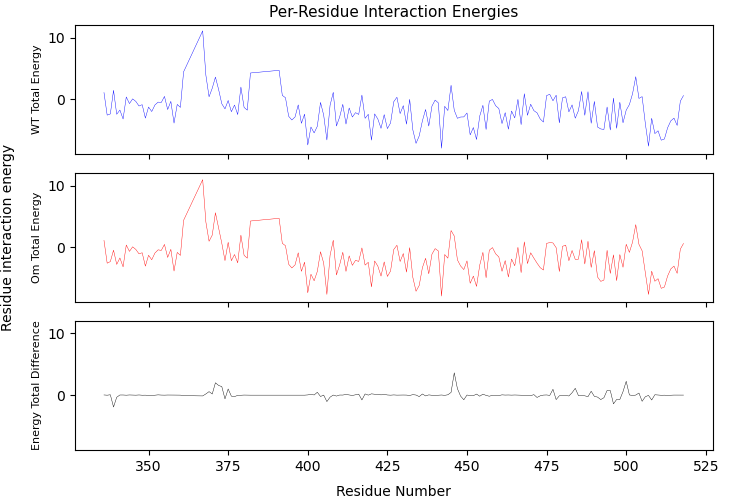 Per-Residue Interaction Energies
Residue interaction energy
WT Total Energy
10
0
Om Total Energy
10
0
Energy Total Difference
10
0
350 375 400 425 450 475 500 525
Residue Number